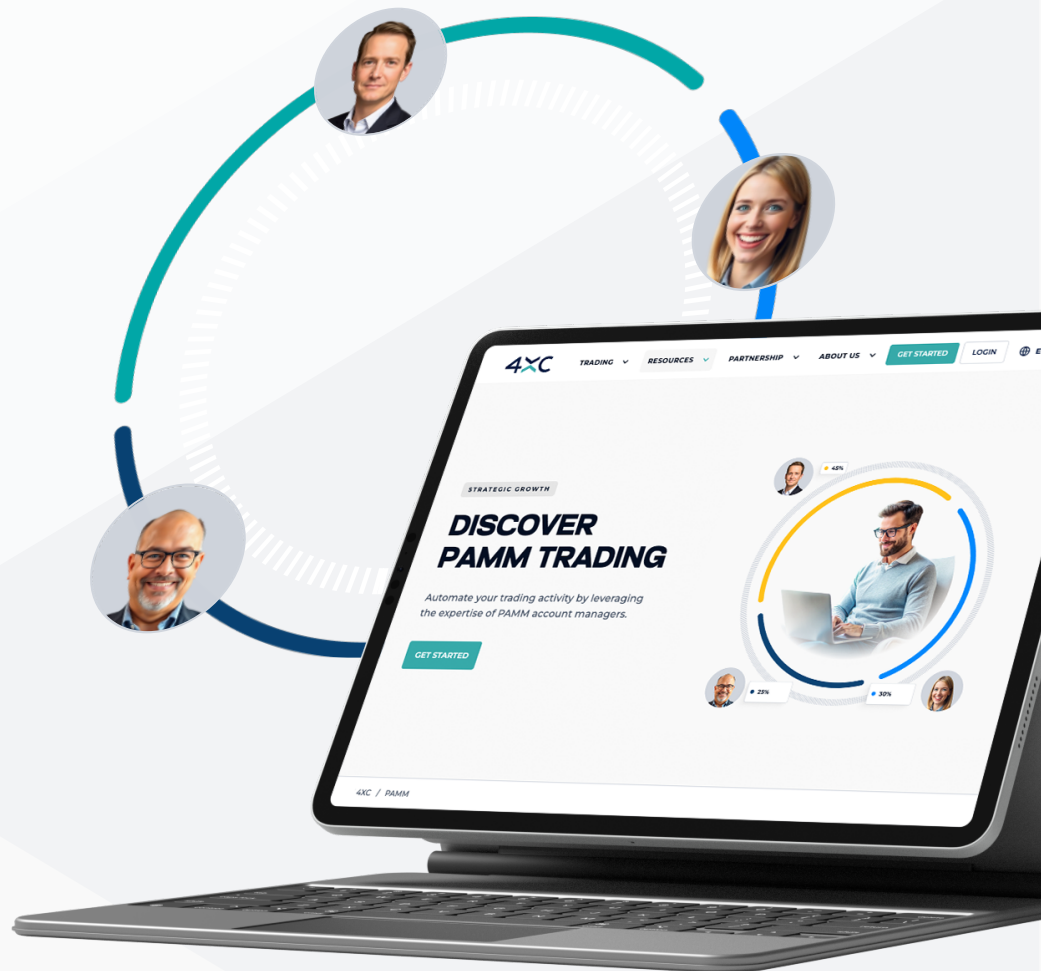 4XC
TRADING
RESOURCES
PARTNERSHIP
ABOUT US
GET STARTED
LOGIN
STRATEGIC GROWTH
DISCOVER
PAMM TRADING
Automate your trading activity by leveraging
the expertise of PAMM account managers.
GET STARTED
45%
25%
30%
4XC / PAMM